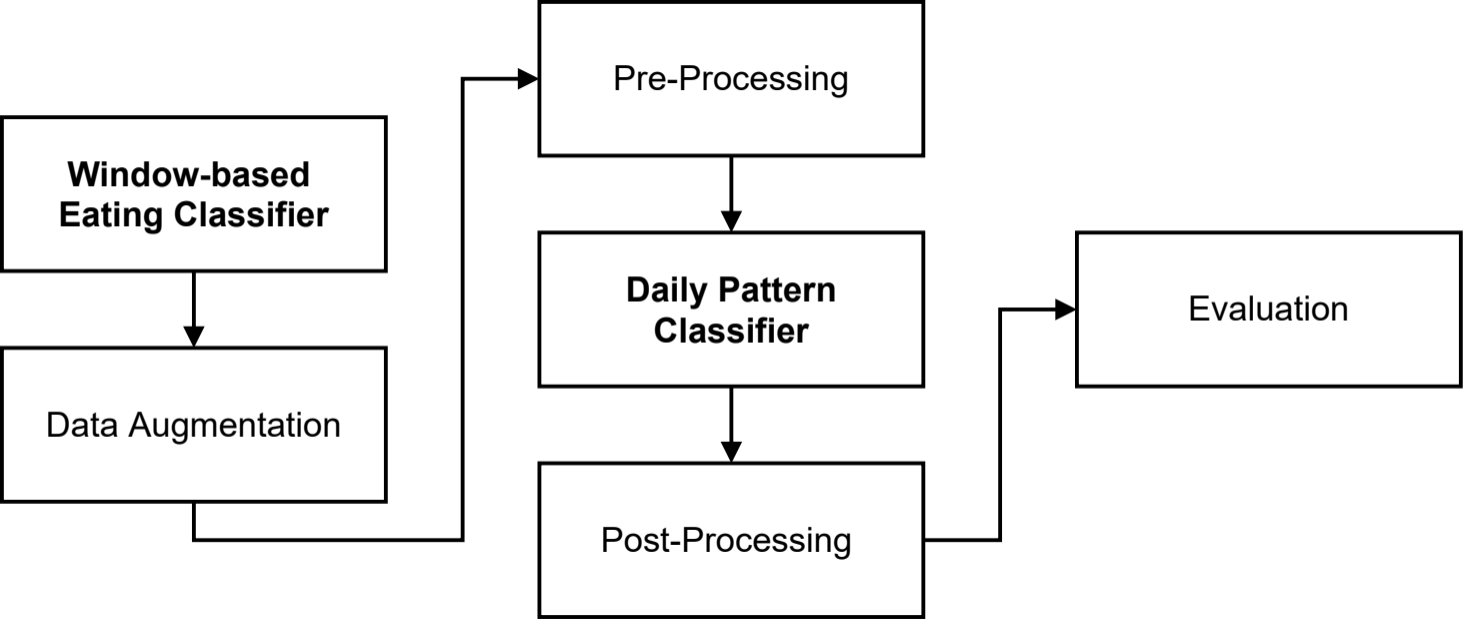 Window-based
Eating Classifier
Data Augmentation
Pre-Processing
Daily Pattern
Classifier
Post-Processing
Evaluation